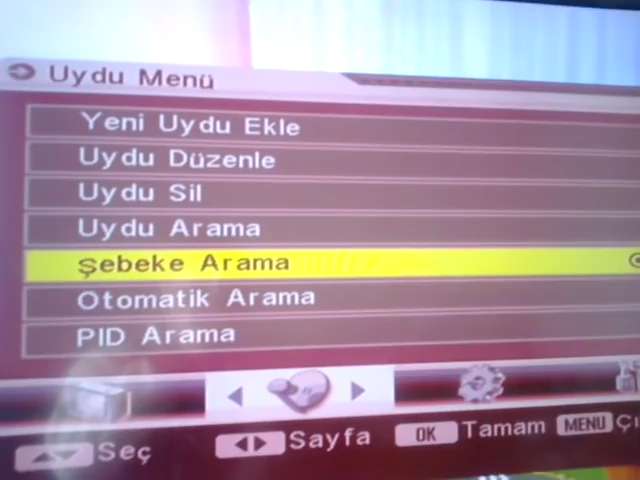 Uydu Menü
Yeni Uydu Ekle
Uydu Düzenle
Uydu Sil
Uydu Arama
Şebeke Arama
Otomatik Arama
PID Arama
Seç Sayfa OK Tamam MENU